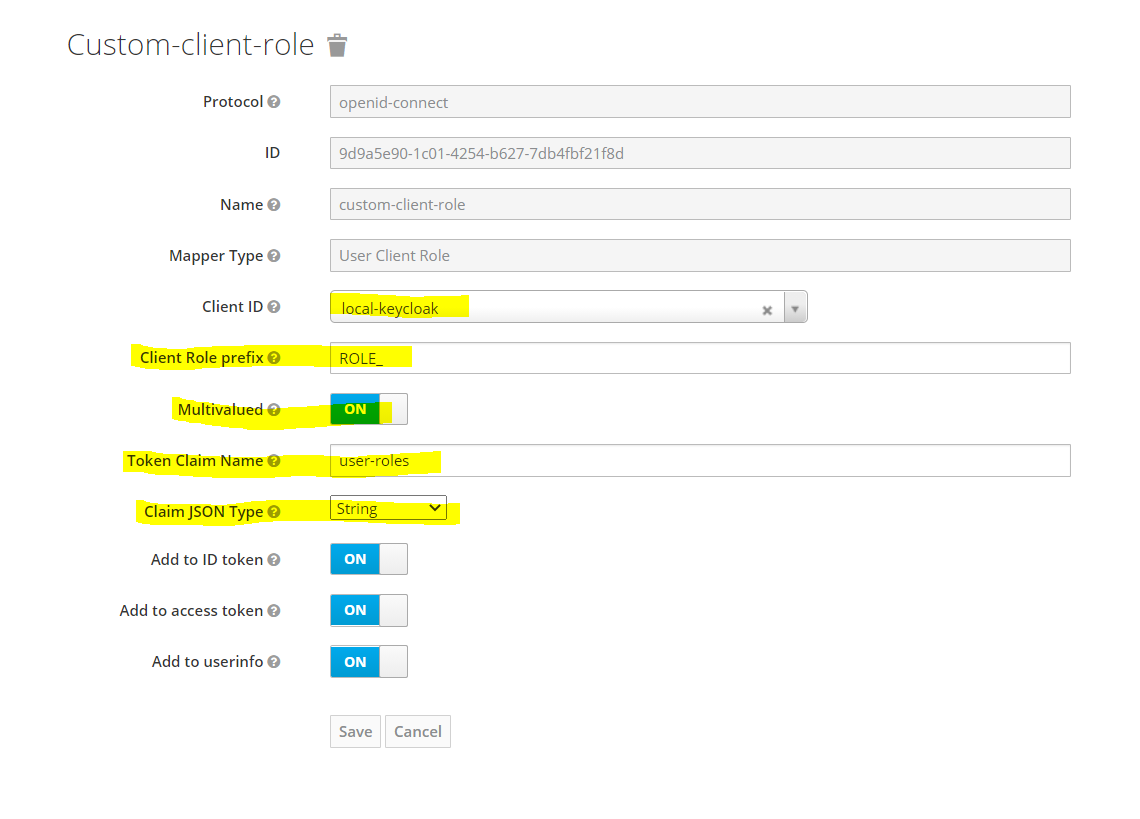 Custom-client-role
Protocol openid-connect
ID 9d9a5e90-1c01-4254-b627-7db4fbf21f8d
Name custom-client-role
Mapper Type User Client Role
Client ID local-keycloak
Client Role prefix ROLE_
Multivalued ON
Token Claim Name user-roles
Claim JSON Type String
Add to ID token ON
Add to access token ON
Add to userinfo ON
Save Cancel